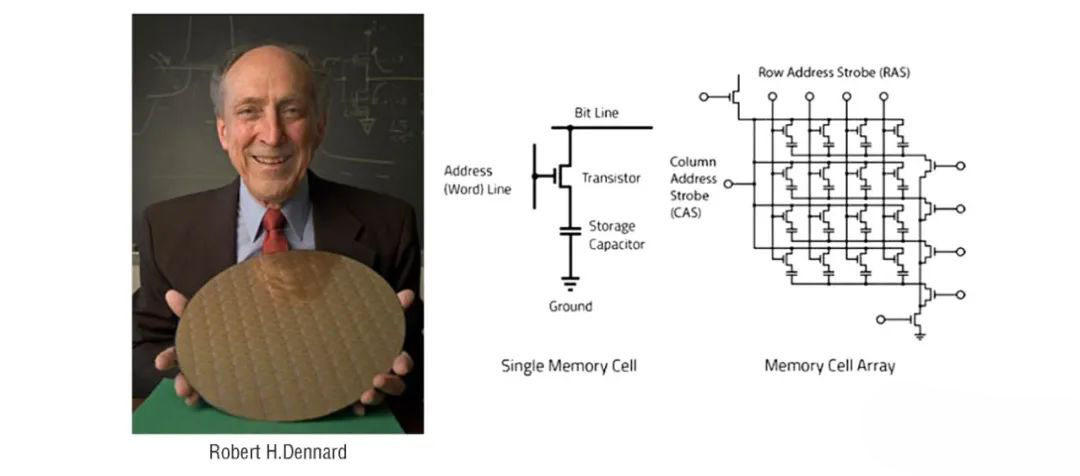 Robert H.Dennard
Bit Line
Address
(Word) Line
Transistor
Storage
Capacitor
Ground
Single Memory Cell
Row Address Strobe (RAS)
Column
Address
Strobe
(CAS)
Memory Cell Array